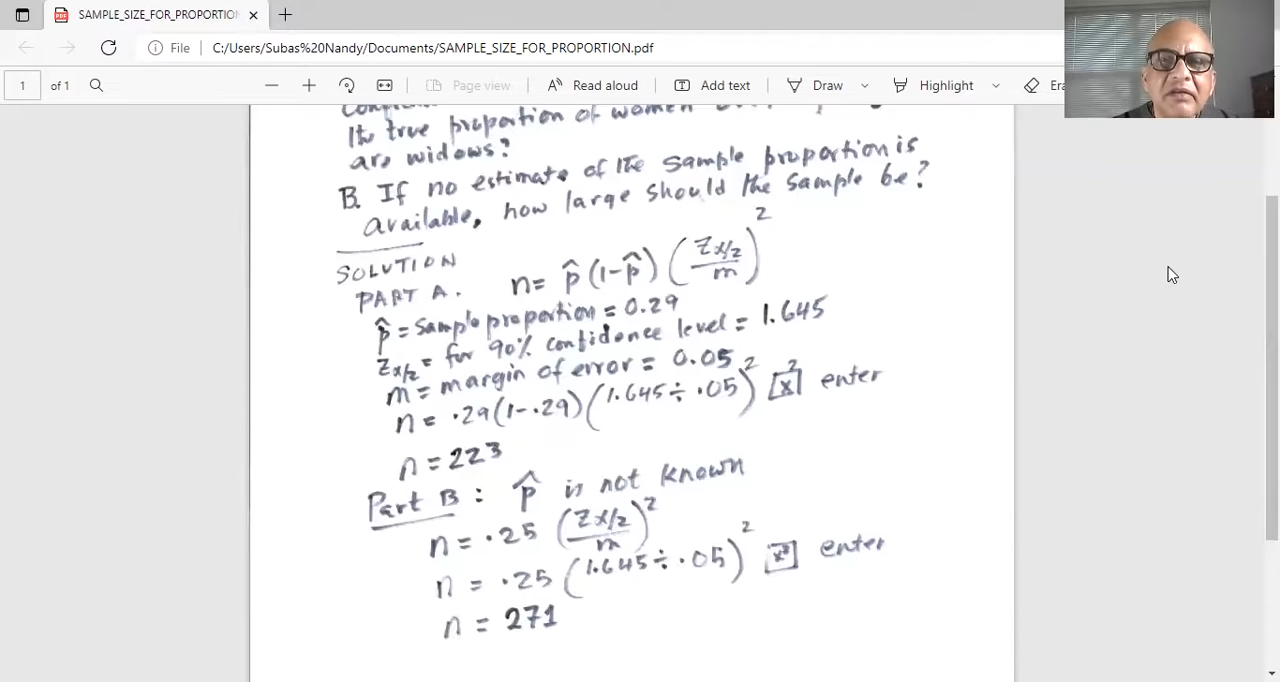 SAMPLE_SIZE_FOR_PROPORTION
File C:/Users/Subas%20Nandy/Documents/SAMPLE_SIZE_FOR_PROPORTION.pdf
1 of 1 Page view Read aloud Add text Draw Highlight Era
the true proportion of women
are widows?
B. If no estimate of the sample proportion is
available, how large should the sample be?
SOLUTION
PART A. n= p̂ (1-p̂) (Zα/2 / m)²
p̂ = sample proportion = 0.29
Zα/2 = for 90% confidence level = 1.645
m = margin of error = 0.05
n = .29(1-.29)(1.645÷.05)² x² enter
n = 223
Part B: p̂ is not known
n = .25 (Zα/2 / m)²
n = .25 (1.645÷.05)² x² enter
n = 271